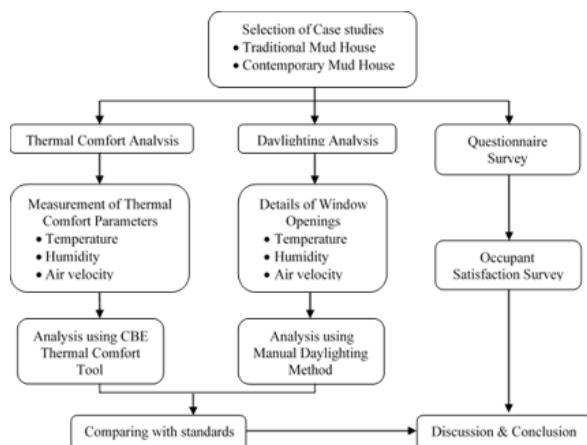 Selection of Case studies
• Traditional Mud House
• Contemporary Mud House
Thermal Comfort Analysis
Daylighting Analysis
Questionnaire
Survey
Measurement of Thermal
Comfort Parameters
• Temperature
• Humidity
• Air velocity
Details of Window
Openings
• Temperature
• Humidity
• Air velocity
Occupant
Satisfaction Survey
Analysis using CBE
Thermal Comfort
Tool
Analysis using
Manual Daylighting
Method
Comparing with standards
Discussion & Conclusion